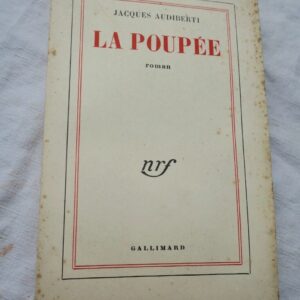 JACQUES AUDIBERTI
LA POUPÉE
roman
nrf
GALLIMARD